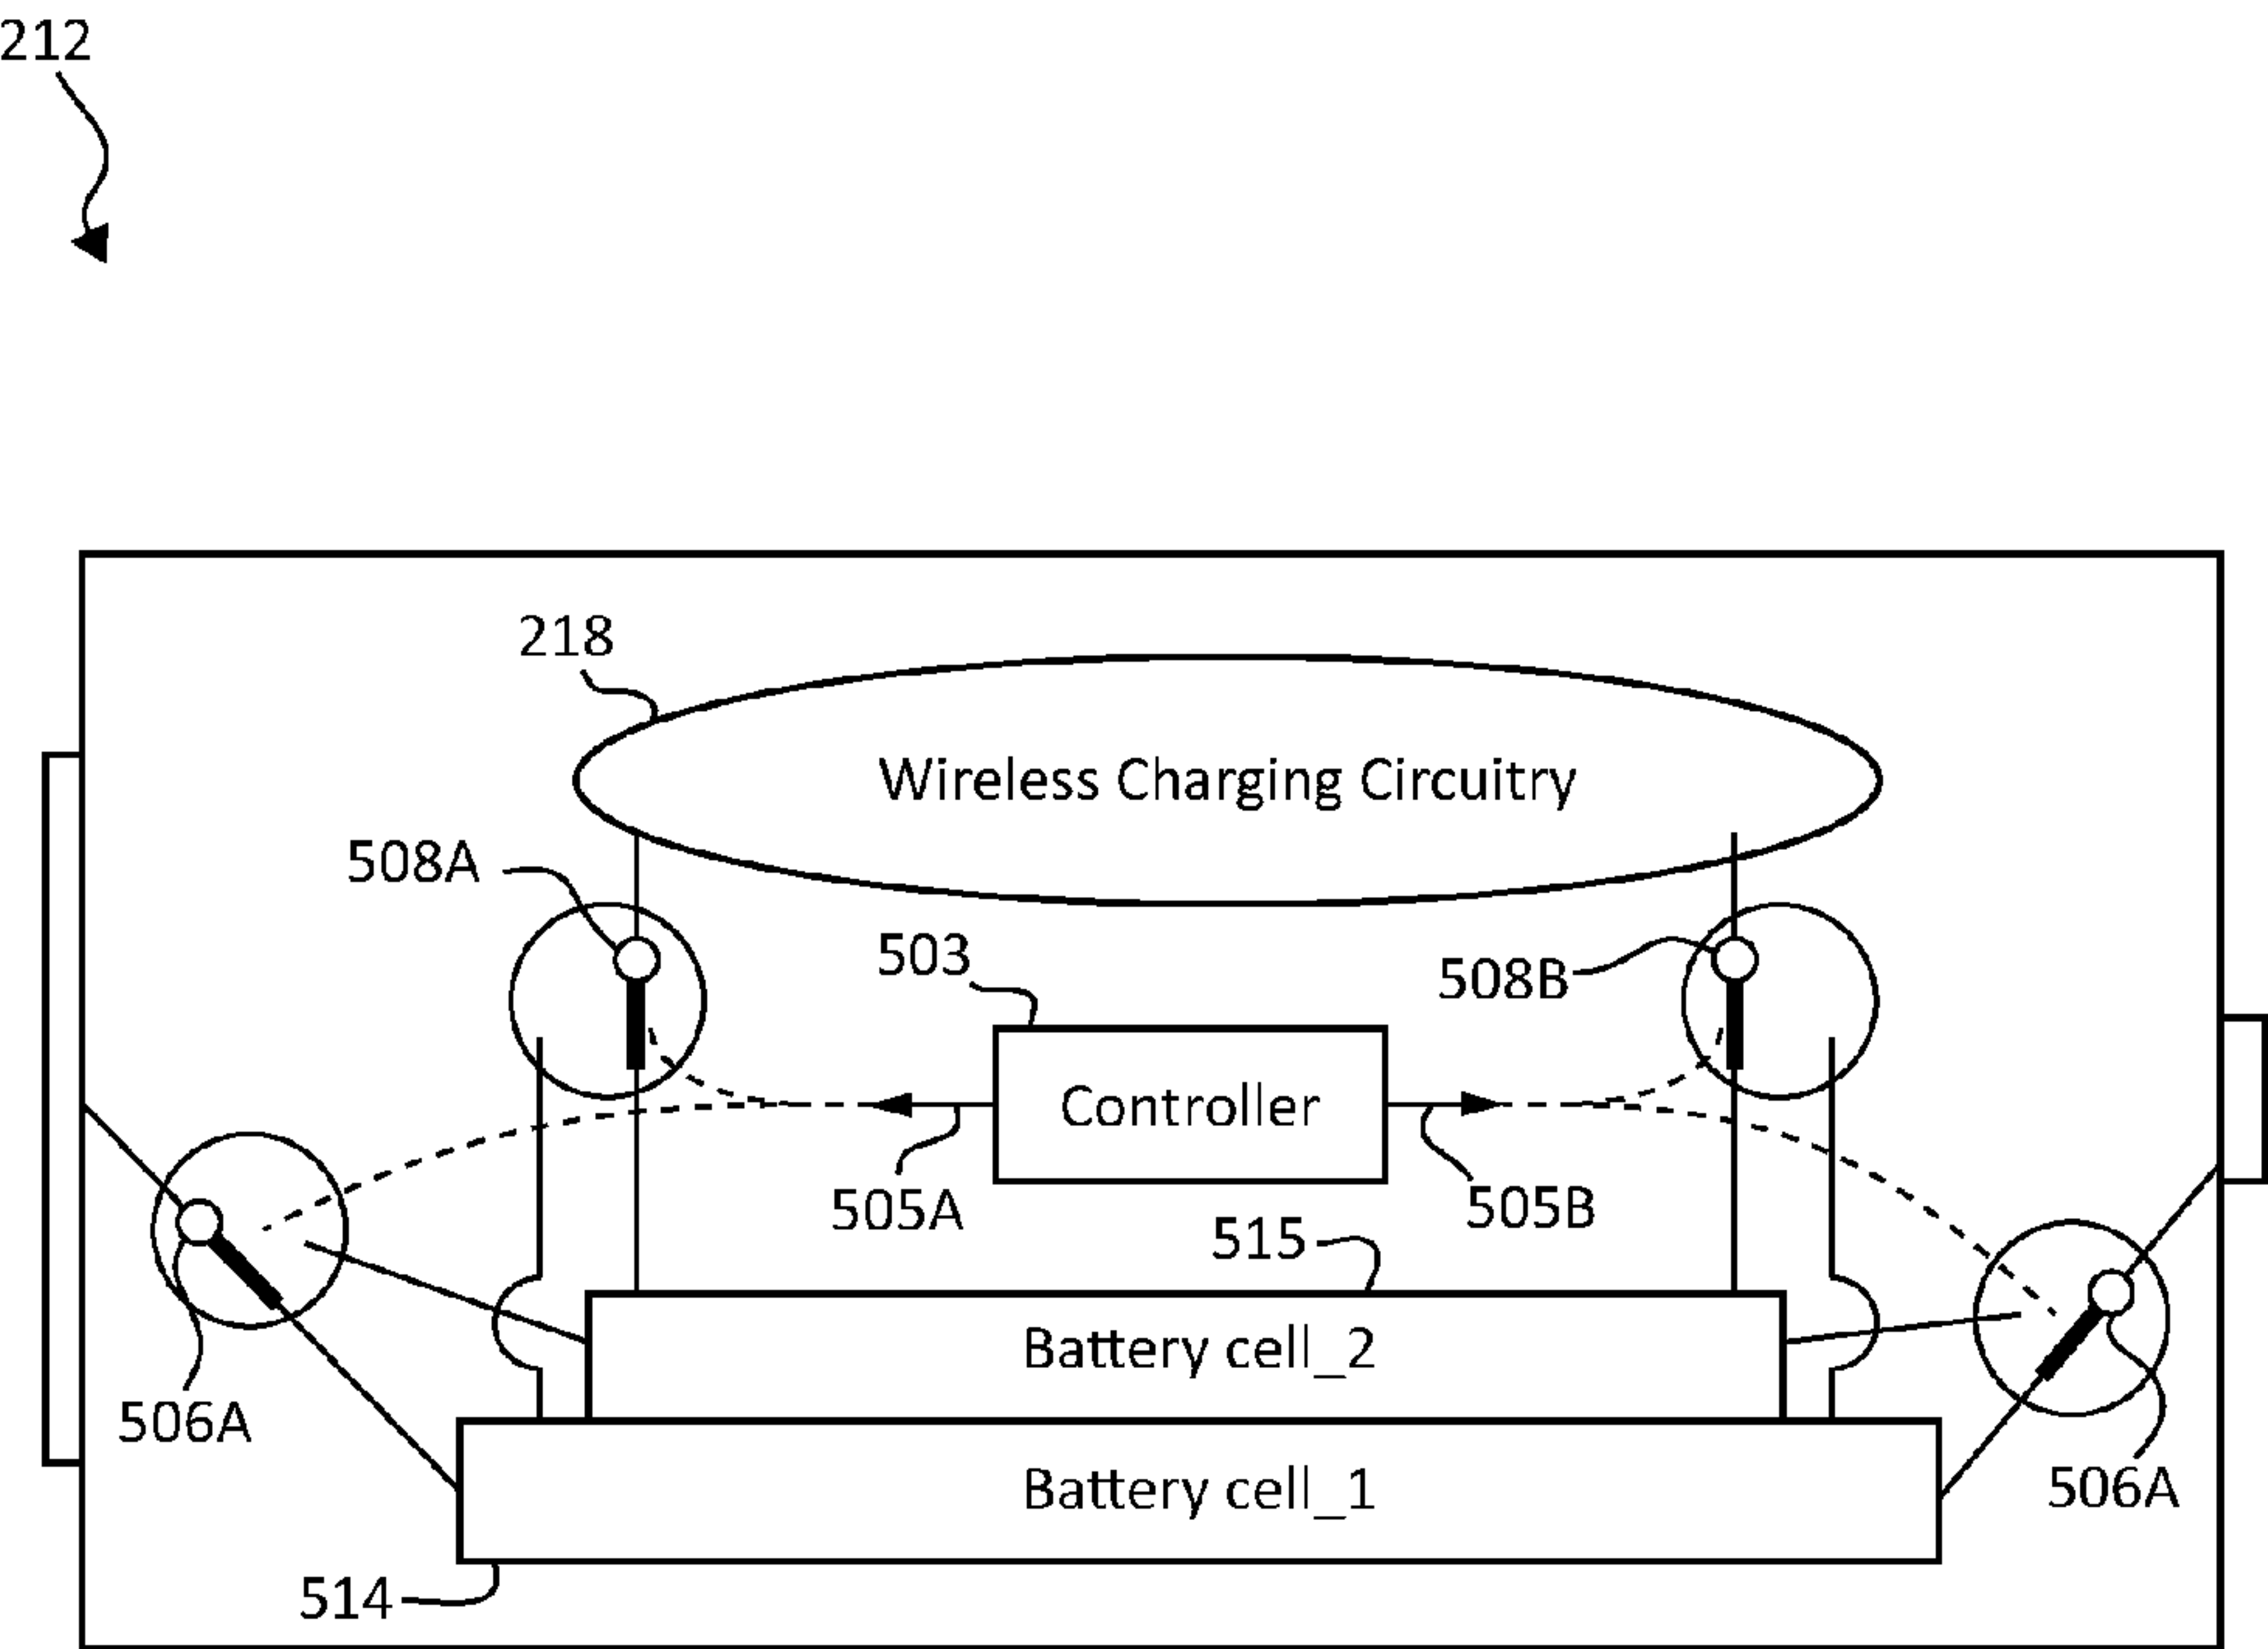 212
218
Wireless Charging Circuitry
508A
503
508B
Controller
505A
505B
515
Battery cell_2
506A
Battery cell_1
506A
514